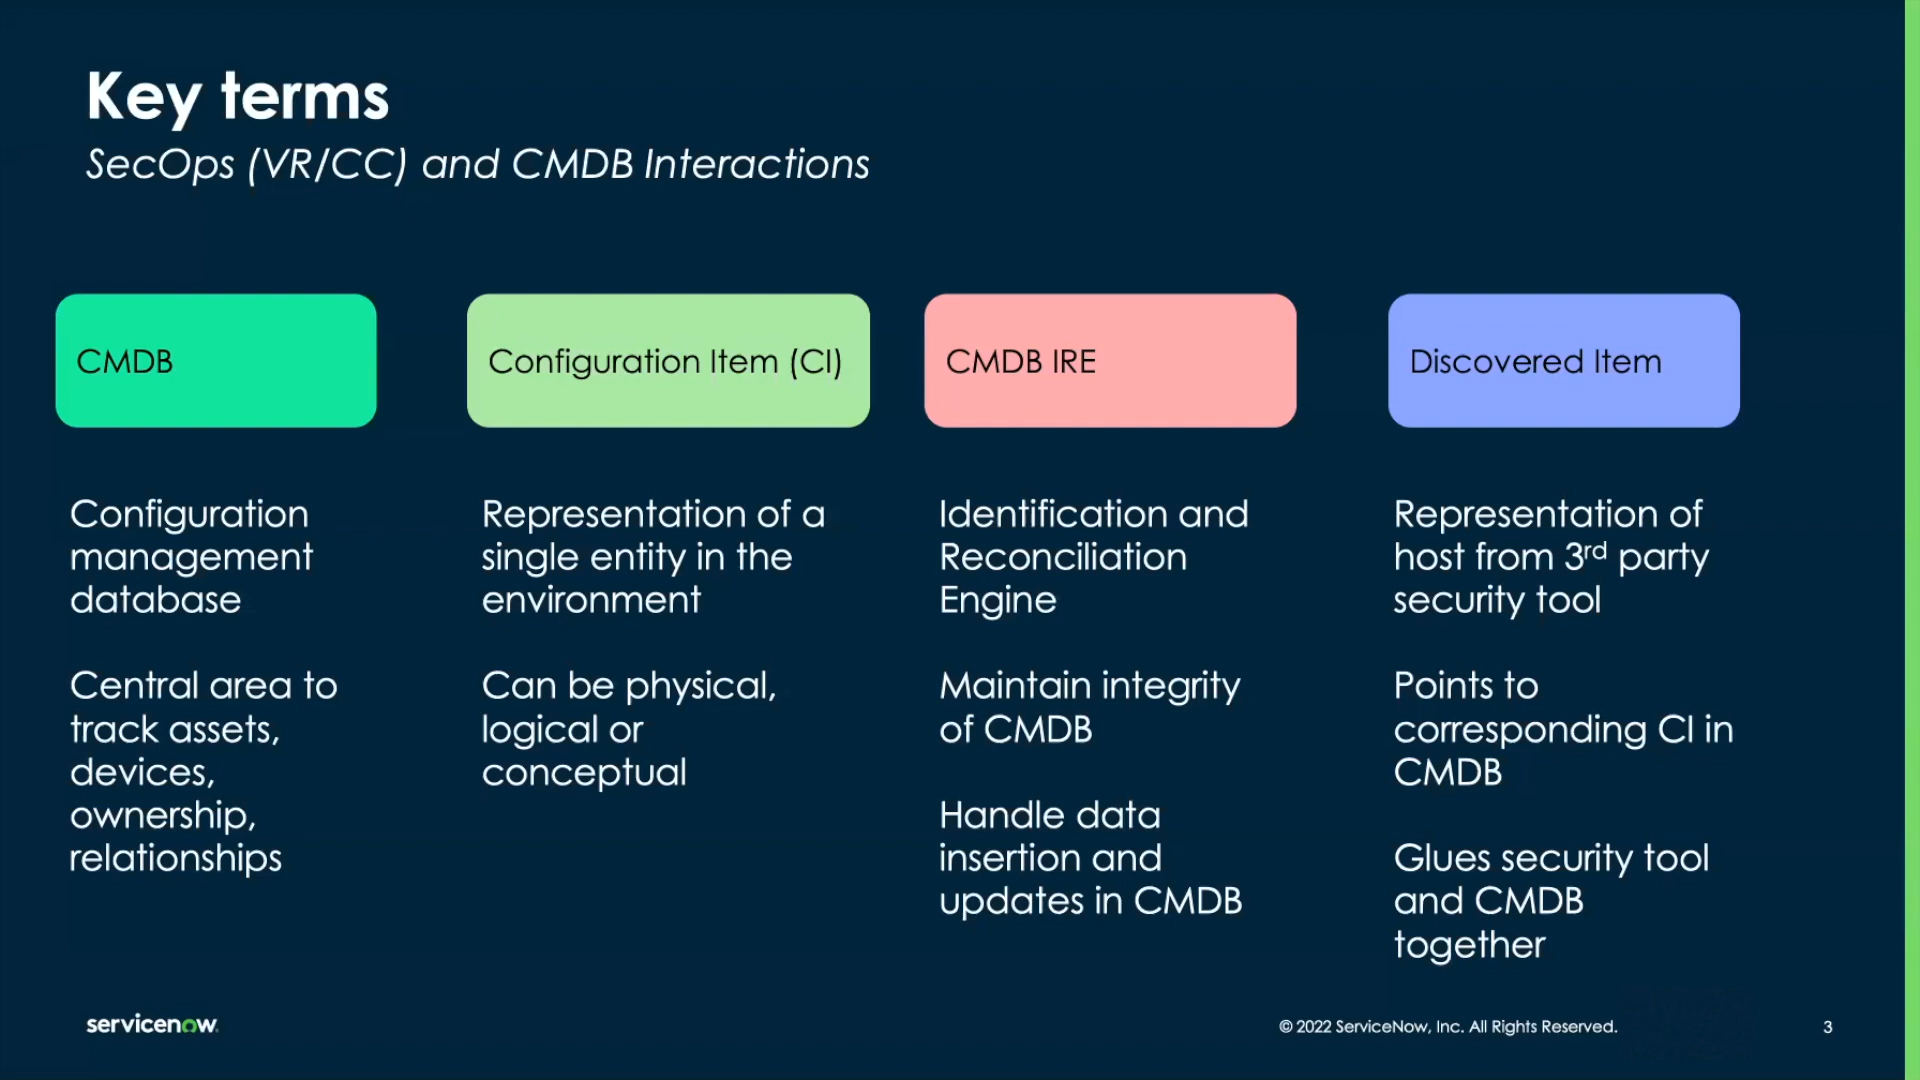 Key terms
SecOps (VR/CC) and CMDB Interactions
CMDB
Configuration
management
database
Central area to
track assets,
devices,
ownership,
relationships
Configuration Item (CI)
Representation of a
single entity in the
environment
Can be physical,
logical or
conceptual
CMDB IRE
Identification and
Reconciliation
Engine
Maintain integrity
of CMDB
Handle data
insertion and
updates in CMDB
Discovered Item
Representation of
host from 3rd party
security tool
Points to
corresponding CI in
CMDB
Glues security tool
and CMDB
together
servicenow.
© 2022 ServiceNow, Inc. All Rights Reserved.
3